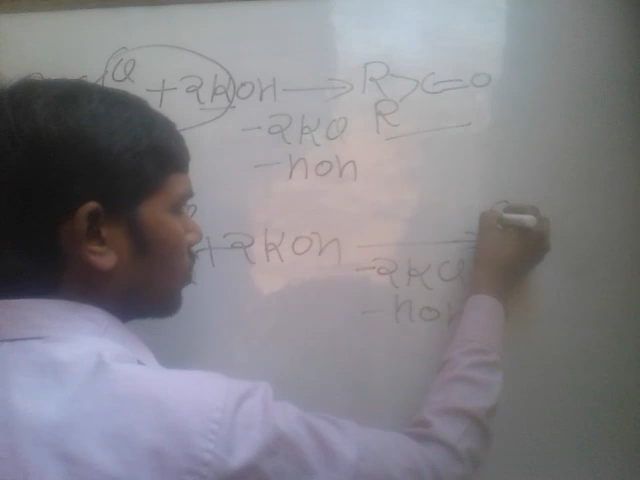 + 2KOH → R
R >C=O
-2KCl
-HOH
+ 2KOH →
-2KCl
-HOH